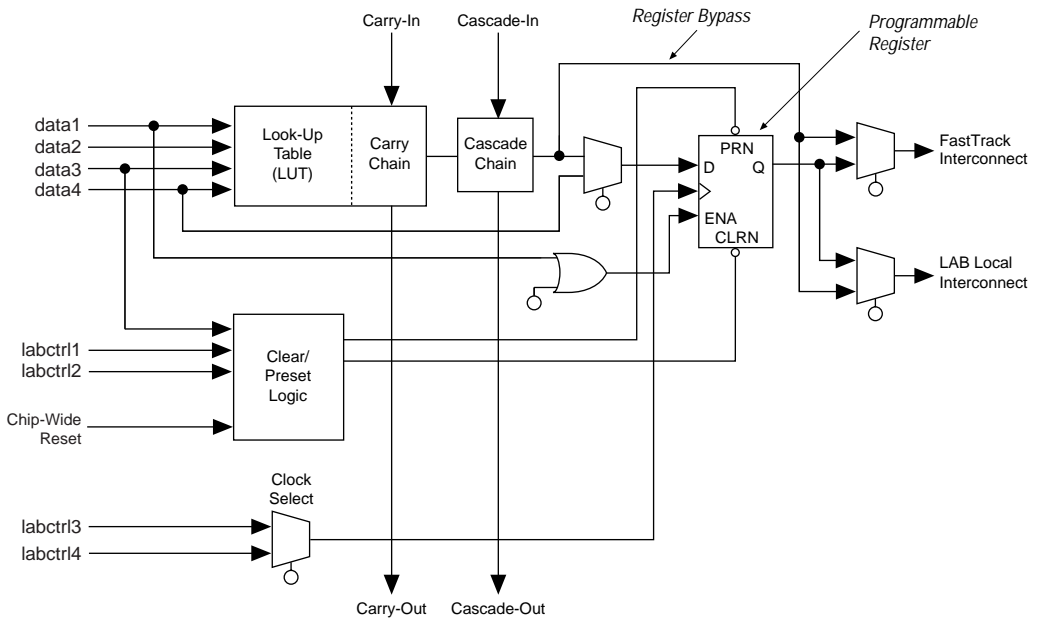 Carry-In
Cascade-In
Register Bypass
Programmable
Register
data1
data2
data3
data4
Look-Up
Table
(LUT)
Carry
Chain
Cascade
Chain
PRN
D
Q
ENA
CLRN
FastTrack
Interconnect
LAB Local
Interconnect
labctrl1
labctrl2
Clear/
Preset
Logic
Chip-Wide
Reset
Clock
Select
labctrl3
labctrl4
Carry-Out
Cascade-Out